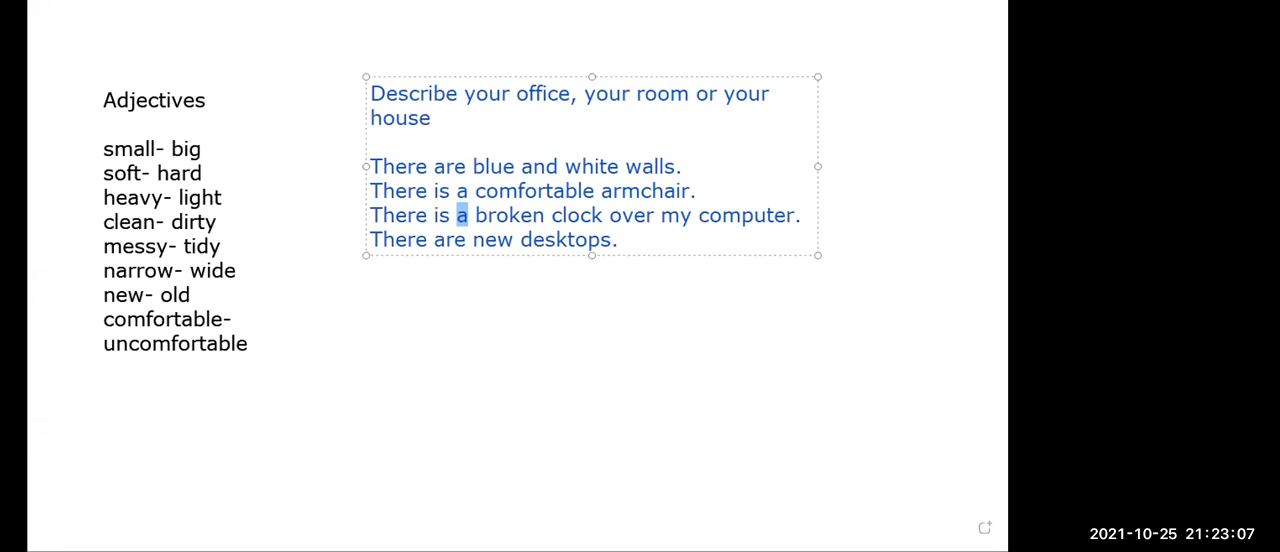 Adjectives
small- big
soft- hard
heavy- light
clean- dirty
messy- tidy
narrow- wide
new- old
comfortable-
uncomfortable
Describe your office, your room or your
house
There are blue and white walls.
There is a comfortable armchair.
There is a broken clock over my computer.
There are new desktops.
2021-10-25 21:23:07